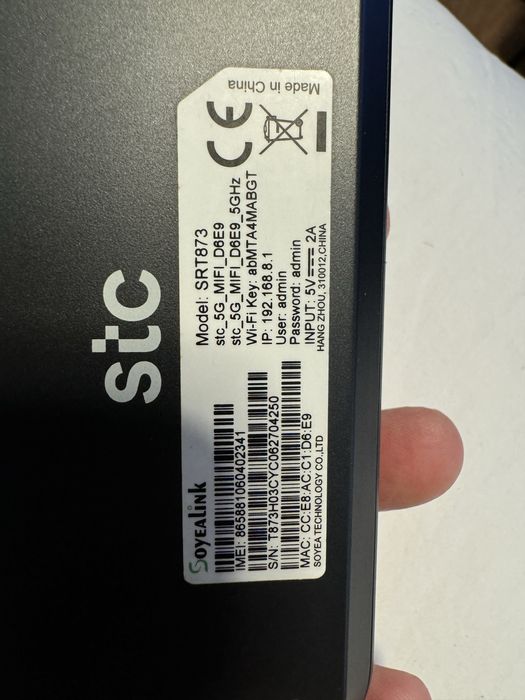 stc
SOYEALINK
IMEI: 865881060402341
S/N: T873H03CYC062704250
MAC: CC:E8:AC:C1:D6:E9
SOYEA TECHNOLOGY CO.,LTD
Model: SRT873
stc_5G_MIFI_D6E9
stc_5G_MIFI_D6E9_5GHz
Wi-Fi Key: abMTA4MABGT
IP: 192.168.8.1
User: admin
Password: admin
INPUT: 5V⎓2A
HANG ZHOU, 310012,CHINA
CE
Made in China